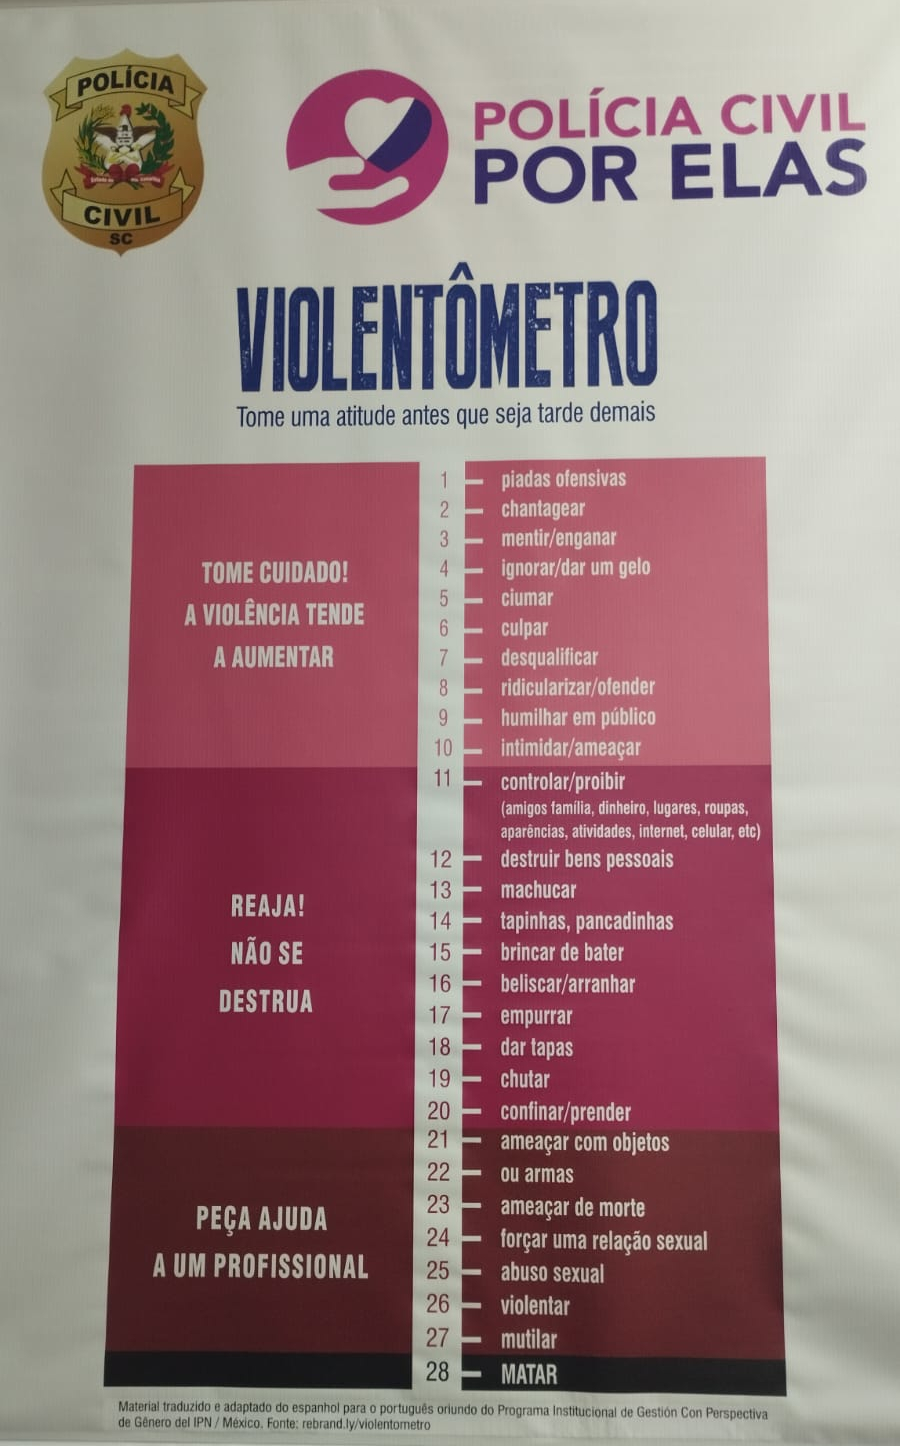 POLÍCIA
CIVIL
SC
POLÍCIA CIVIL
POR ELAS
VIOLENTÔMETRO
Tome uma atitude antes que seja tarde demais
TOME CUIDADO!
A VIOLÊNCIA TENDE
A AUMENTAR
1 piadas ofensivas
2 chantagear
3 mentir/enganar
4 ignorar/dar um gelo
5 ciumar
6 culpar
7 desqualificar
8 ridicularizar/ofender
9 humilhar em público
10 intimidar/ameaçar
REAJA!
NÃO SE
DESTRUA
11 controlar/proibir
(amigos família, dinheiro, lugares, roupas,
aparências, atividades, internet, celular, etc)
12 destruir bens pessoais
13 machucar
14 tapinhas, pancadinhas
15 brincar de bater
16 beliscar/arranhar
17 empurrar
18 dar tapas
19 chutar
20 confinar/prender
PEÇA AJUDA
A UM PROFISSIONAL
21 ameaçar com objetos
22 ou armas
23 ameaçar de morte
24 forçar uma relação sexual
25 abuso sexual
26 violentar
27 mutilar
28 MATAR
Material traduzido e adaptado do espanhol para o português oriundo do Programa Institucional de Gestión Con Perspectiva
de Gênero del IPN / México. Fonte: rebrand.ly/violentometro